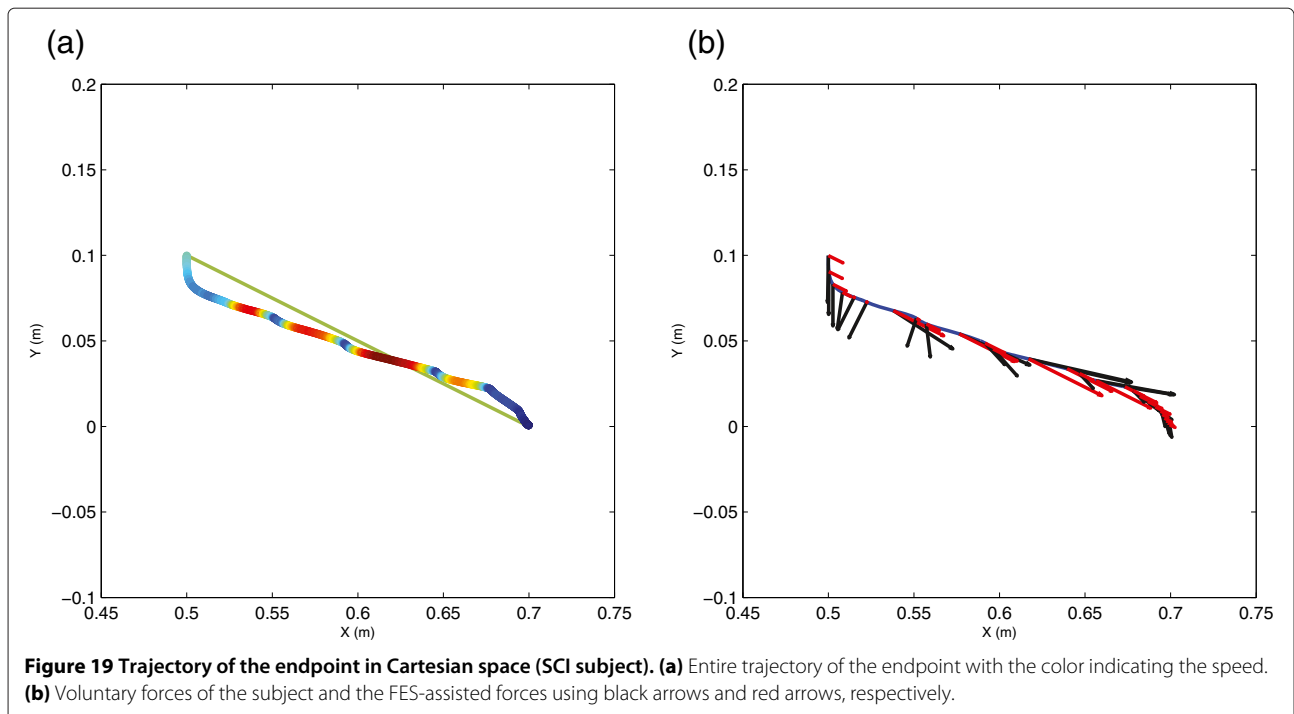 (a)
0.2
0.15
0.1
0.05
0
−0.05
−0.1
Y (m)
0.45 0.5 0.55 0.6 0.65 0.7 0.75
X (m)
(b)
0.2
0.15
0.1
0.05
0
−0.05
−0.1
Y (m)
0.45 0.5 0.55 0.6 0.65 0.7 0.75
X (m)
Figure 19 Trajectory of the endpoint in Cartesian space (SCI subject). (a) Entire trajectory of the endpoint with the color indicating the speed.
(b) Voluntary forces of the subject and the FES-assisted forces using black arrows and red arrows, respectively.